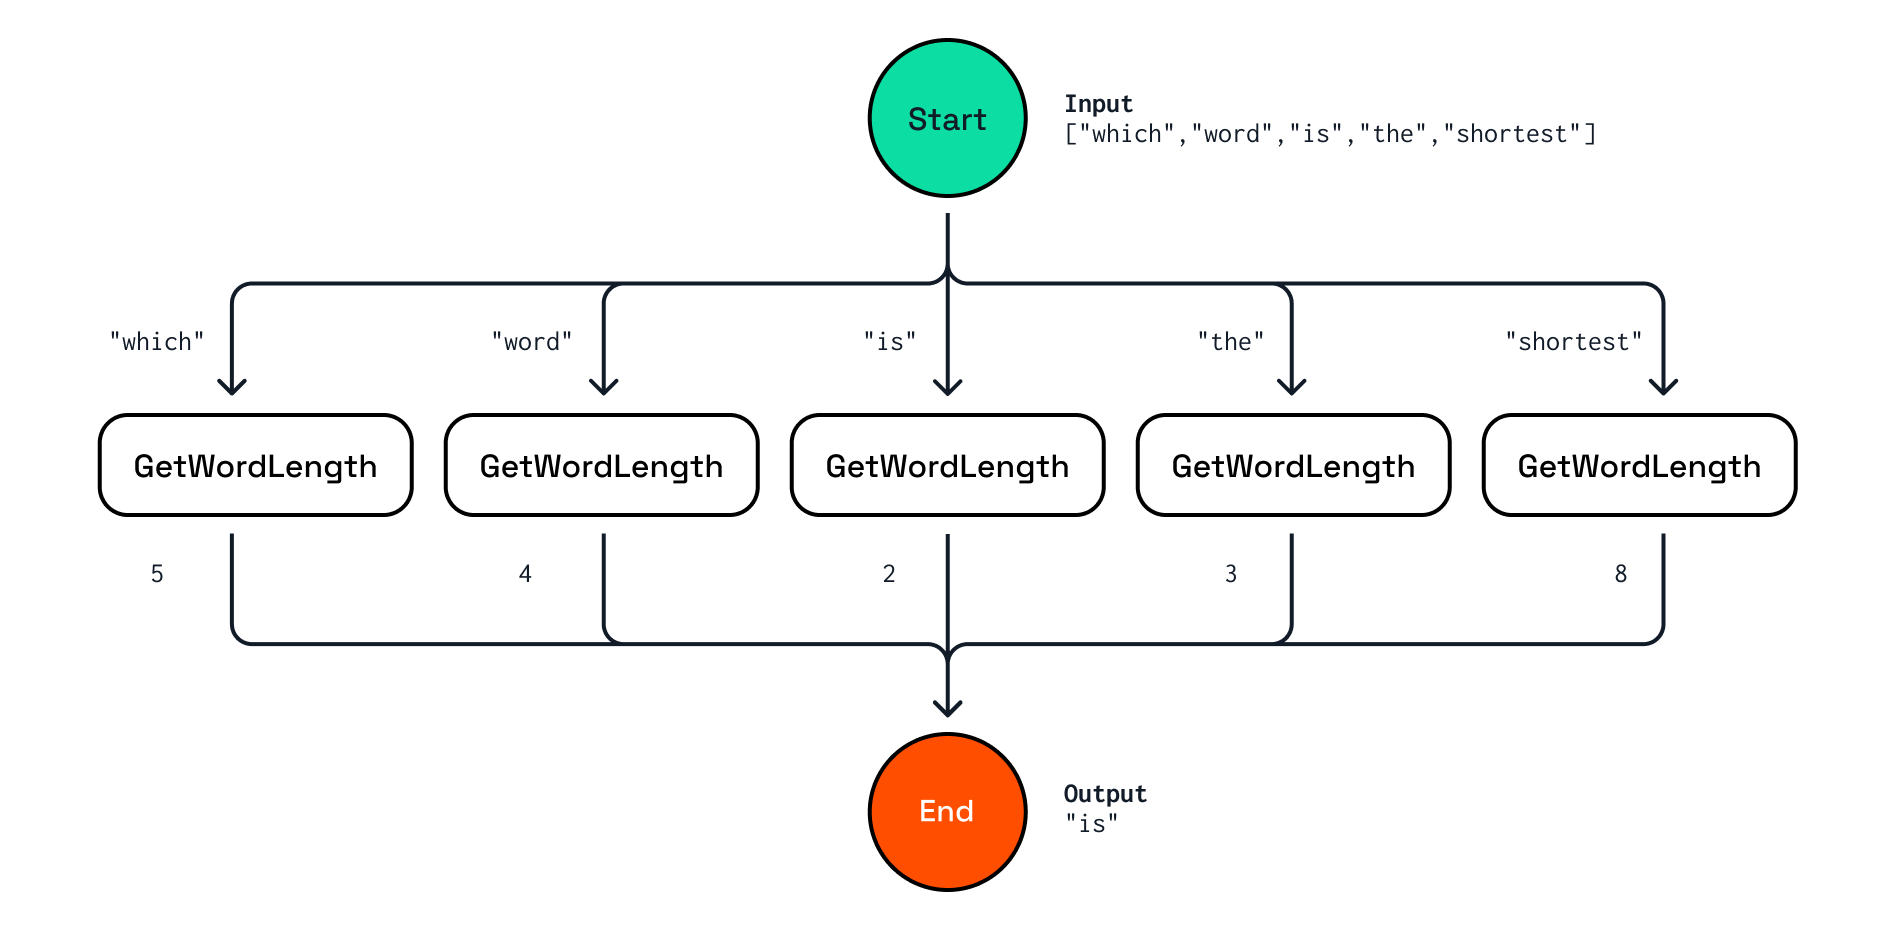 Start
Input
["which","word","is","the","shortest"]
"which"
"word"
"is"
"the"
"shortest"
GetWordLength
GetWordLength
GetWordLength
GetWordLength
GetWordLength
5
4
2
3
8
End
Output
"is"